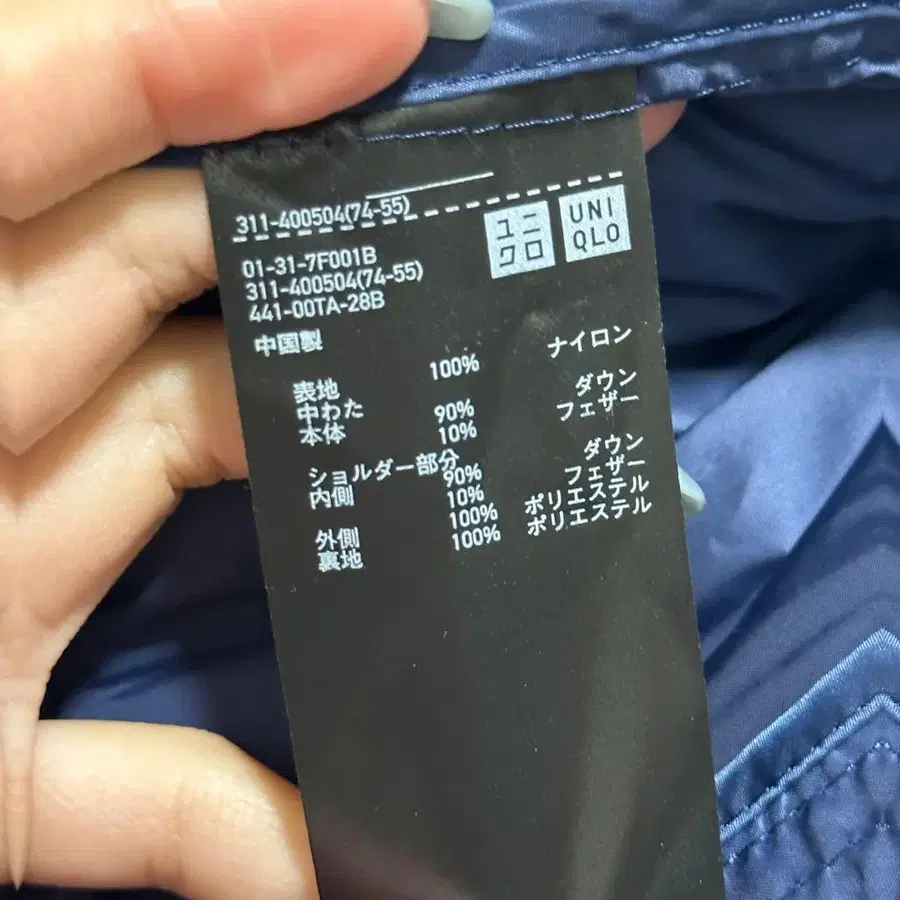 311-400504(74-55)
ユニクロ
UNIQLO
01-31-7F001B
311-400504(74-55)
441-00TA-28B
中国製
表地 100% ナイロン
中わた
本体 90% ダウン
10% フェザー
ショルダー部分
内側 90% ダウン
10% フェザー
外側 100% ポリエステル
裏地 100% ポリエステル